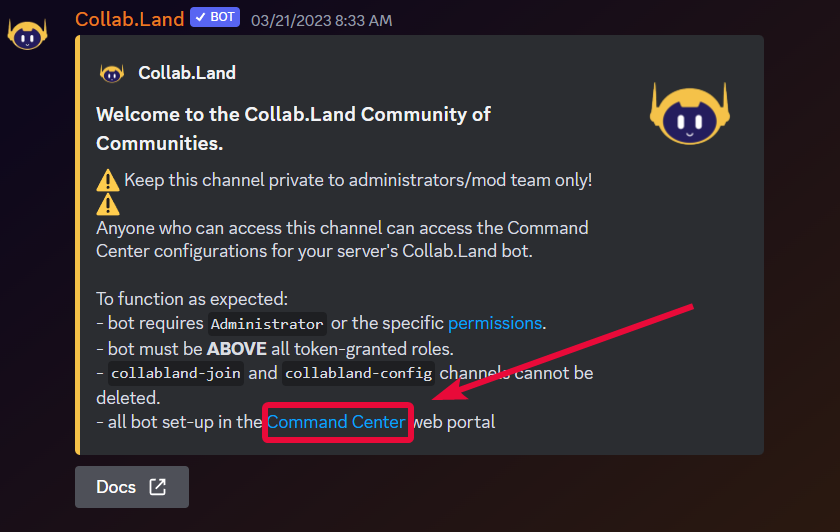 Collab.Land ✓ BOT 03/21/2023 8:33 AM
Collab.Land
Welcome to the Collab.Land Community of
Communities.
⚠️ Keep this channel private to administrators/mod team only!
⚠️
Anyone who can access this channel can access the Command
Center configurations for your server's Collab.Land bot.
To function as expected:
- bot requires Administrator or the specific permissions.
- bot must be ABOVE all token-granted roles.
- collabland-join and collabland-config channels cannot be
deleted.
- all bot set-up in the Command Center web portal
Docs